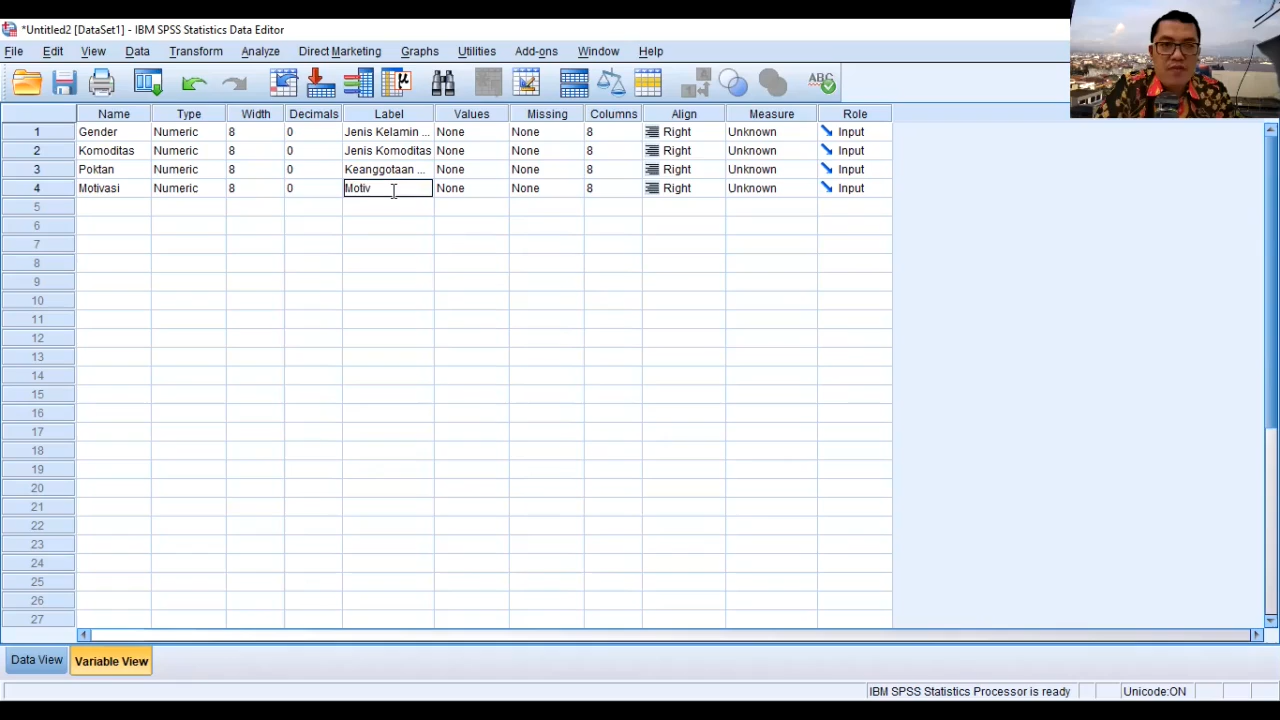 *Untitled2 [DataSet1] - IBM SPSS Statistics Data Editor
File Edit View Data Transform Analyze Direct Marketing Graphs Utilities Add-ons Window Help
Name Type Width Decimals Label Values Missing Columns Align Measure Role
1 Gender Numeric 8 0 Jenis Kelamin ... None None 8 Right Unknown Input
2 Komoditas Numeric 8 0 Jenis Komoditas None None 8 Right Unknown Input
3 Poktan Numeric 8 0 Keanggotaan ... None None 8 Right Unknown Input
4 Motivasi Numeric 8 0 Motiv None None 8 Right Unknown Input
5
6
7
8
9
10
11
12
13
14
15
16
17
18
19
20
21
22
23
24
25
26
27
Data View Variable View
IBM SPSS Statistics Processor is ready Unicode:ON